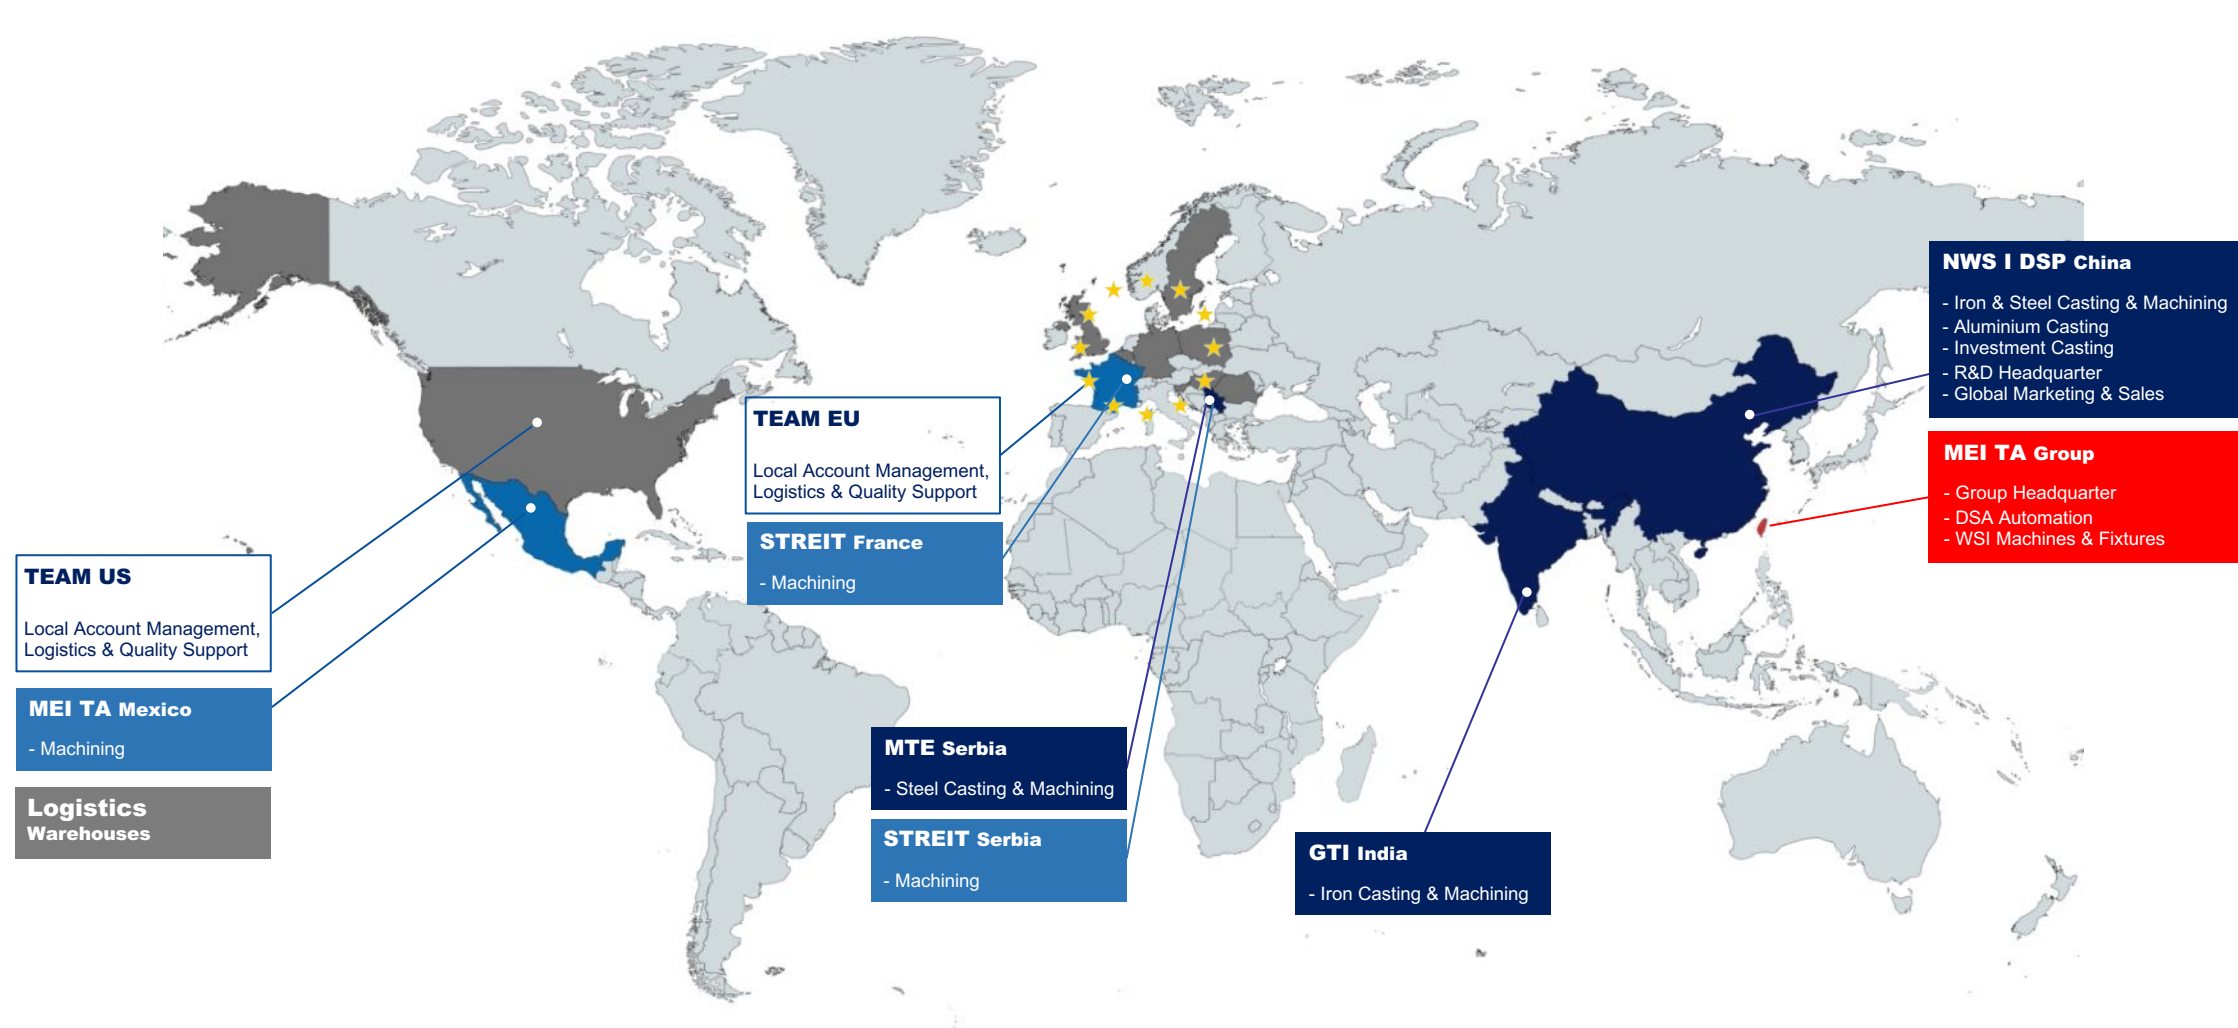 NWS I DSP China
- Iron & Steel Casting & Machining
- Aluminium Casting
- Investment Casting
- R&D Headquarter
- Global Marketing & Sales
MEI TA Group
- Group Headquarter
- DSA Automation
- WSI Machines & Fixtures
TEAM EU
Local Account Management,
Logistics & Quality Support
STREIT France
- Machining
TEAM US
Local Account Management,
Logistics & Quality Support
MEI TA Mexico
- Machining
Logistics
Warehouses
MTE Serbia
- Steel Casting & Machining
STREIT Serbia
- Machining
GTI India
- Iron Casting & Machining